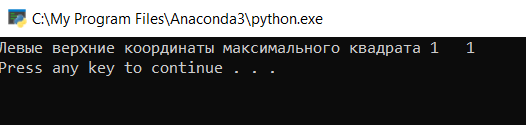 C:\My Program Files\Anaconda3\python.exe
Левые верхние координаты максимального квадрата 1   1
Press any key to continue . . .